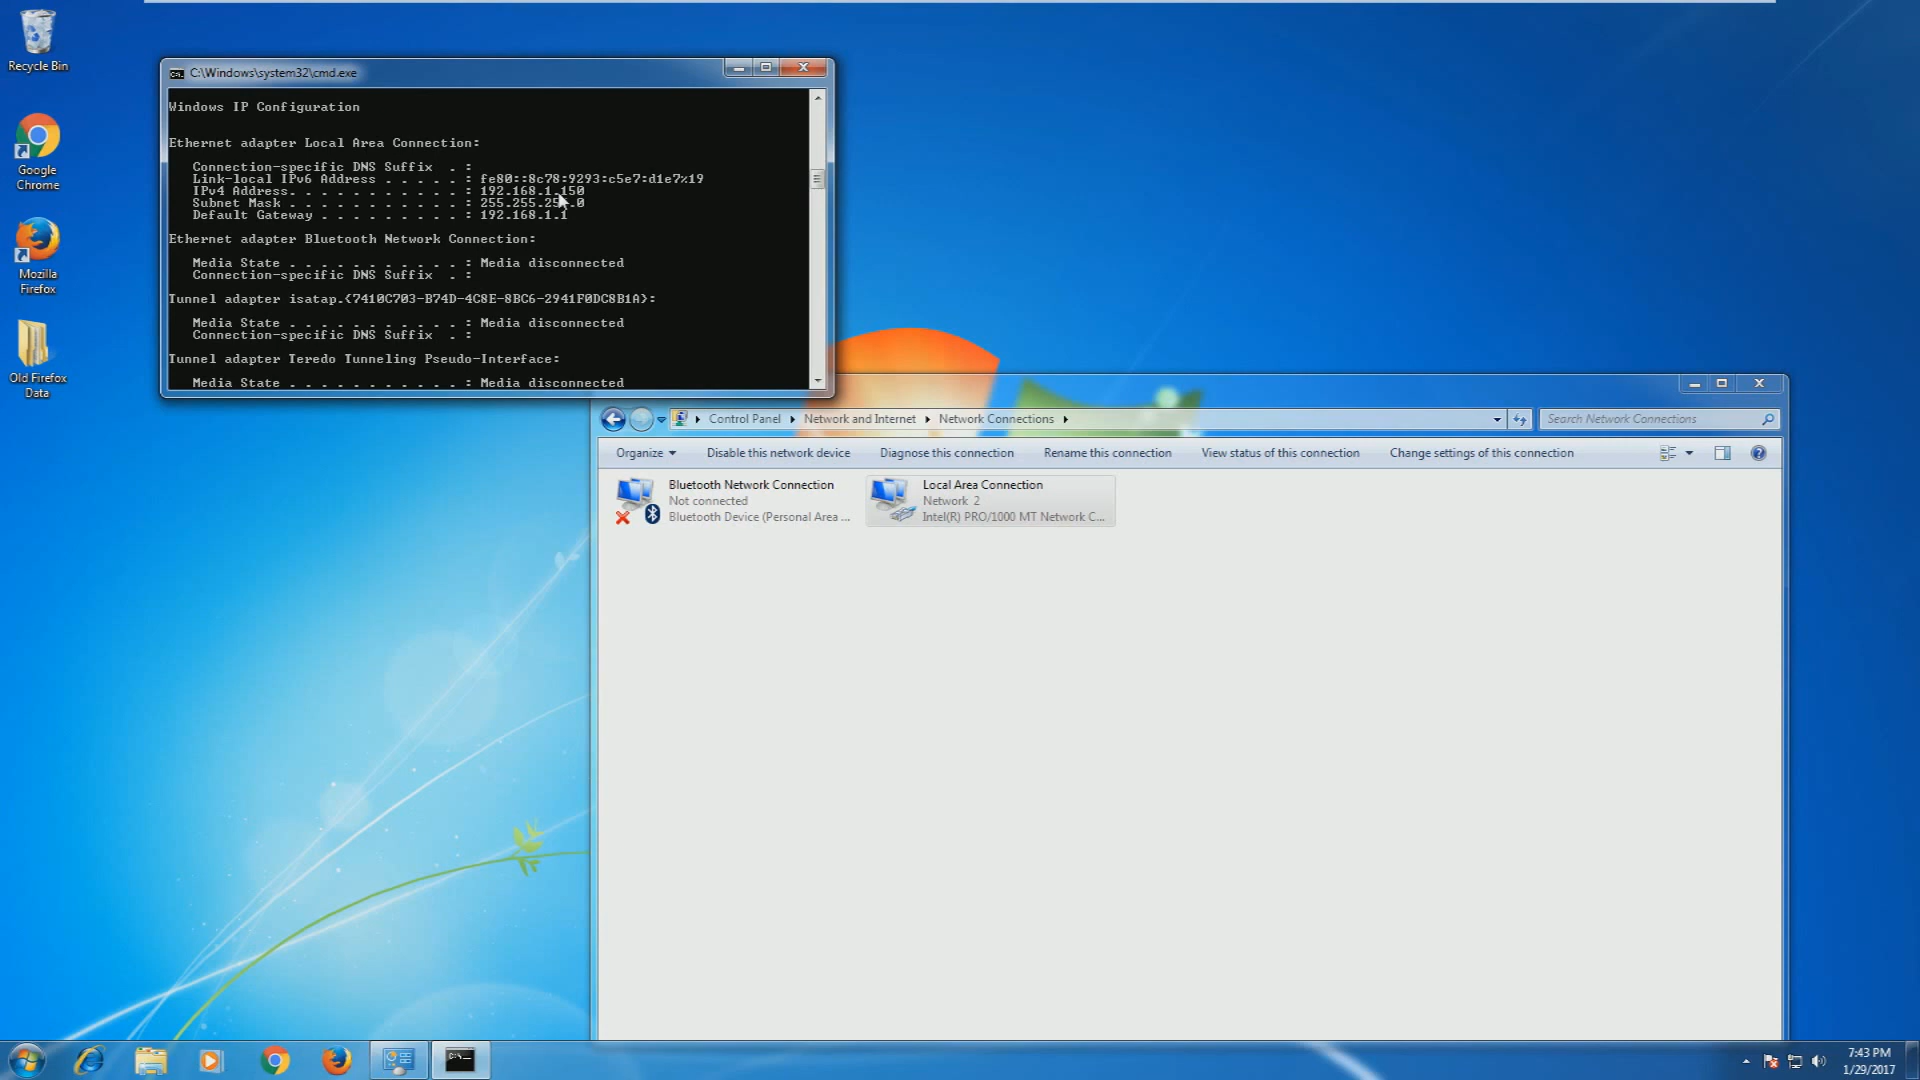 Recycle Bin
Google
Chrome
Mozilla
Firefox
Old Firefox
Data
C:\Windows\system32\cmd.exe
Windows IP Configuration
Ethernet adapter Local Area Connection:
Connection-specific DNS Suffix . :
Link-local IPv6 Address . . . . . : fe80::8c78:9293:c5e7:d1e7%19
IPv4 Address. . . . . . . . . . . : 192.168.1.150
Subnet Mask . . . . . . . . . . . : 255.255.255.0
Default Gateway . . . . . . . . . : 192.168.1.1
Ethernet adapter Bluetooth Network Connection:
Media State . . . . . . . . . . . : Media disconnected
Connection-specific DNS Suffix . :
Tunnel adapter isatap.{7410C703-B74D-4C8E-8BC6-2941F0DC8B1A}:
Media State . . . . . . . . . . . : Media disconnected
Connection-specific DNS Suffix . :
Tunnel adapter Teredo Tunneling Pseudo-Interface:
Media State . . . . . . . . . . . : Media disconnected
Control Panel Network and Internet Network Connections
Search Network Connections
Organize Disable this network device Diagnose this connection Rename this connection View status of this connection Change settings of this connection
Bluetooth Network Connection
Not connected
Bluetooth Device (Personal Area ...
Local Area Connection
Network 2
Intel(R) PRO/1000 MT Network C...
7:43 PM
1/29/2017